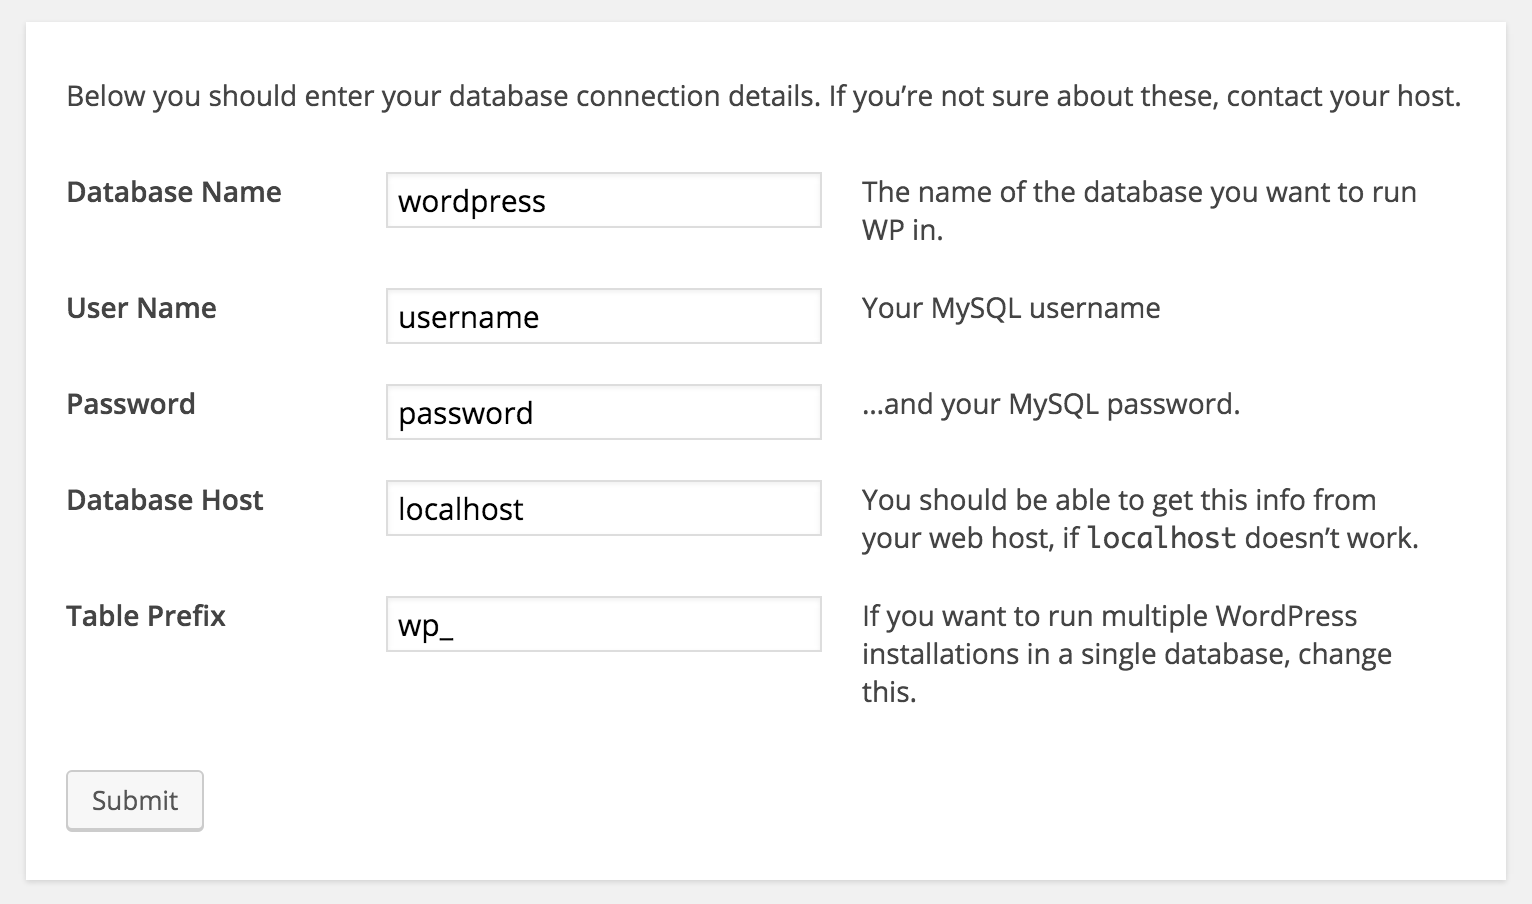 Below you should enter your database connection details. If you’re not sure about these, contact your host.
Database Name
wordpress
The name of the database you want to run
WP in.
User Name
username
Your MySQL username
Password
password
…and your MySQL password.
Database Host
localhost
You should be able to get this info from
your web host, if localhost doesn’t work.
Table Prefix
wp_
If you want to run multiple WordPress
installations in a single database, change
this.
Submit